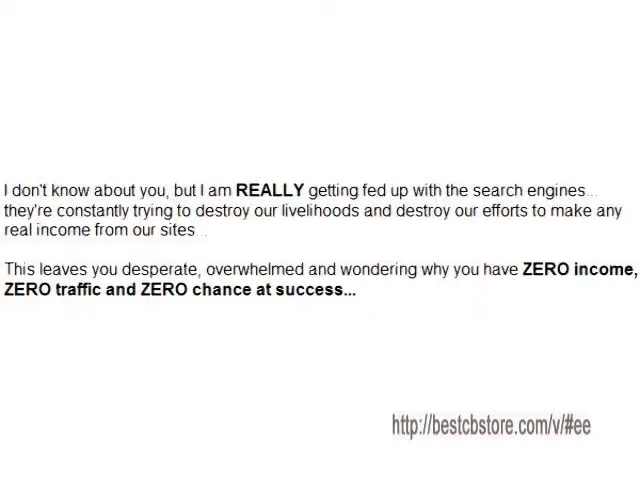 I don't know about you, but I am REALLY getting fed up with the search engines...
they're constantly trying to destroy our livelihoods and destroy our efforts to make any
real income from our sites...
This leaves you desperate, overwhelmed and wondering why you have ZERO income,
ZERO traffic and ZERO chance at success...
http://bestcbstore.com/v/#ee